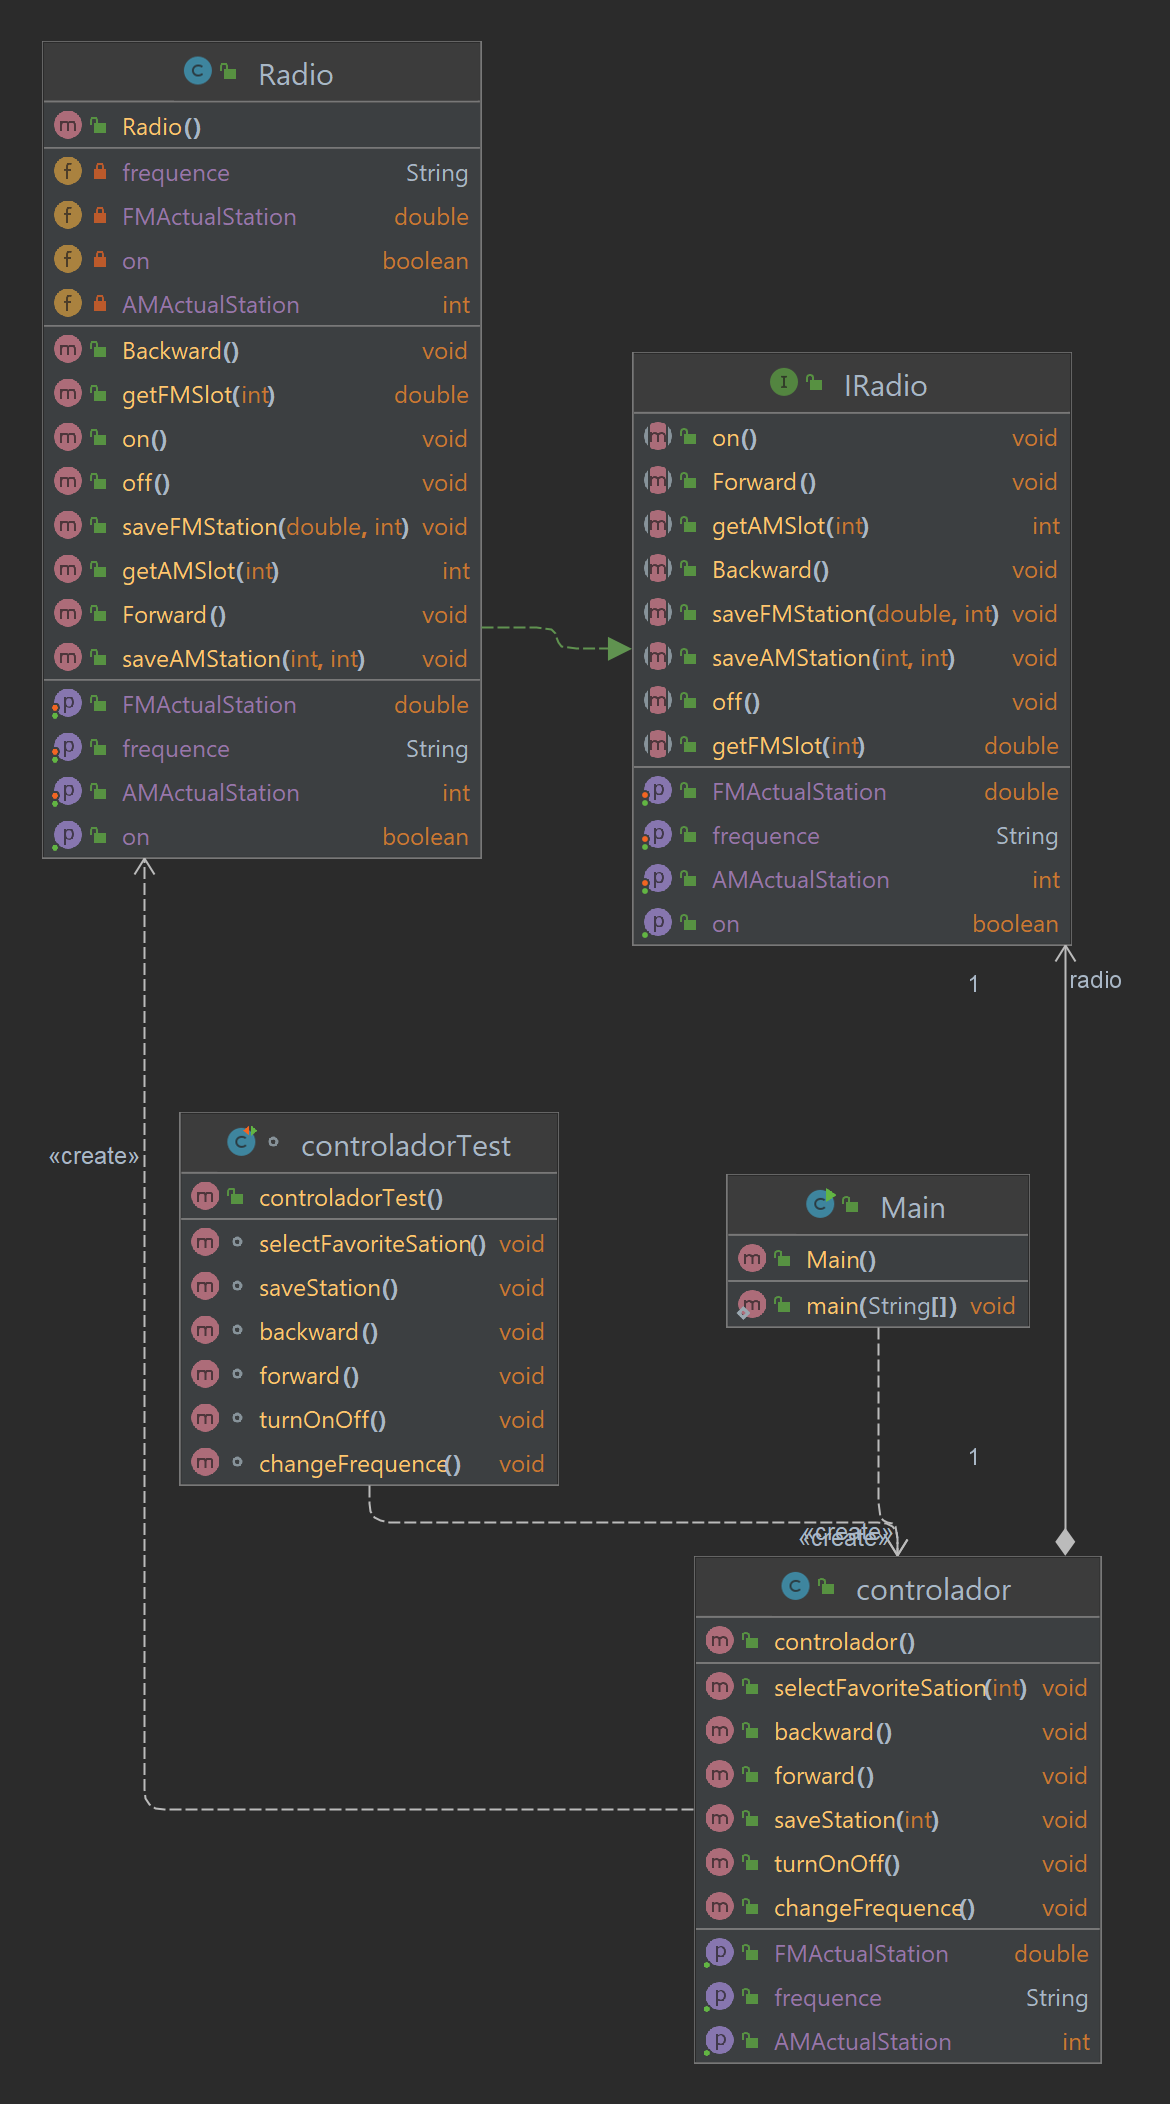 Radio
Radio()
frequence String
FMActualStation double
on boolean
AMActualStation int
Backward() void
getFMSlot(int) double
on() void
off() void
saveFMStation(double, int) void
getAMSlot(int) int
Forward() void
saveAMStation(int, int) void
FMActualStation double
frequence String
AMActualStation int
on boolean
IRadio
on() void
Forward() void
getAMSlot(int) int
Backward() void
saveFMStation(double, int) void
saveAMStation(int, int) void
off() void
getFMSlot(int) double
FMActualStation double
frequence String
AMActualStation int
on boolean
1
radio
«create»
controladorTest
controladorTest()
selectFavoriteSation() void
saveStation() void
backward() void
forward() void
turnOnOff() void
changeFrequence() void
Main
Main()
main(String[]) void
1
«create»
«create»
controlador
controlador()
selectFavoriteSation(int) void
backward() void
forward() void
saveStation(int) void
turnOnOff() void
changeFrequence() void
FMActualStation double
frequence String
AMActualStation int